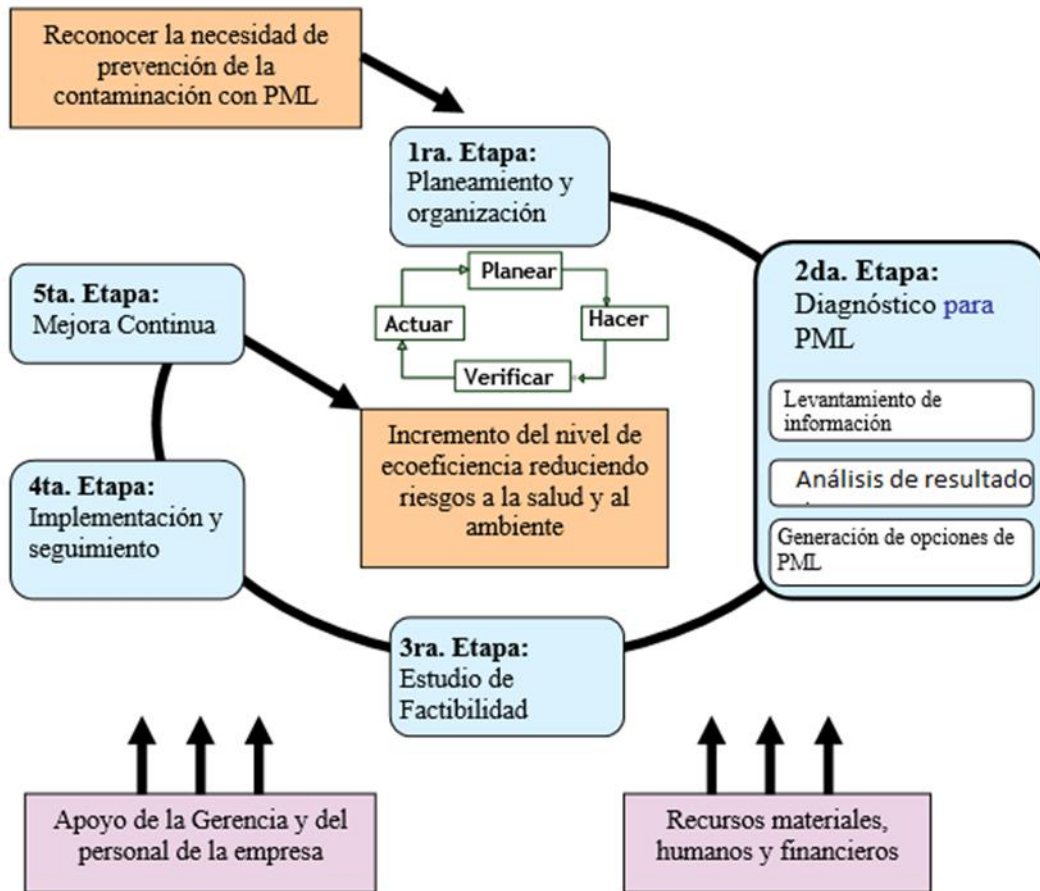 Reconocer la necesidad de
prevención de la
contaminación con PML
1ra. Etapa:
Planeamiento y
organización
2da. Etapa:
Diagnóstico para
PML
Levantamiento de
información
Análisis de resultado
Generación de opciones de
PML
Planear
Hacer
Verificar
Actuar
5ta. Etapa:
Mejora Continua
Incremento del nivel de
ecoeficiencia reduciendo
riesgos a la salud y al
ambiente
4ta. Etapa:
Implementación y
seguimiento
3ra. Etapa:
Estudio de
Factibilidad
Apoyo de la Gerencia y del
personal de la empresa
Recursos materiales,
humanos y financieros